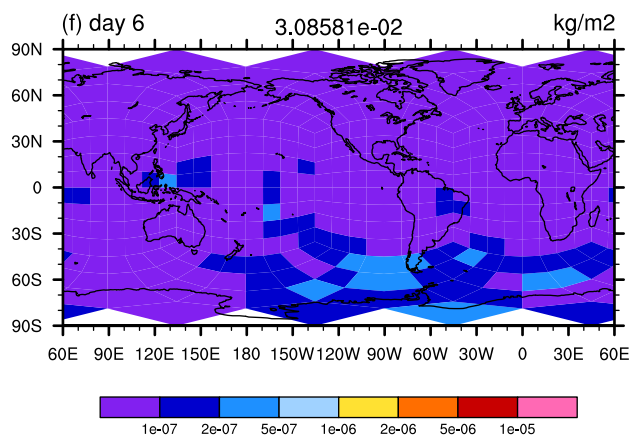 (f) day 6 3.08581e-02 kg/m2
90N
60N
30N
0
30S
60S
90S
60E 90E 120E 150E 180 150W 120W 90W 60W 30W 0 30E 60E
1e-07 2e-07 5e-07 1e-06 2e-06 5e-06 1e-05